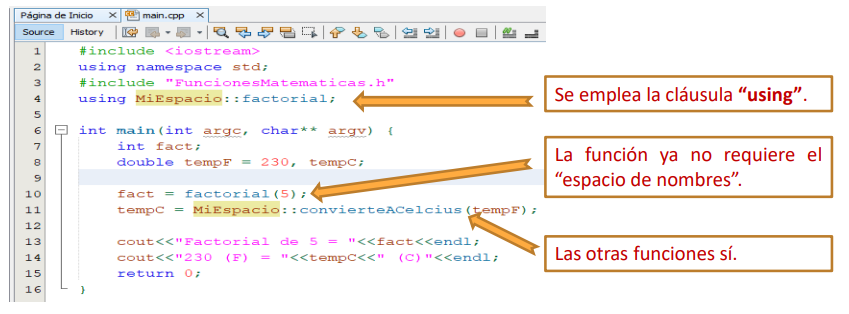 Página de Inicio
main.cpp
Source
History
1 #include <iostream>
2 using namespace std;
3 #include "FuncionesMatematicas.h"
4 using MiEspacio::factorial;
5
6 int main(int argc, char** argv) {
7 int fact;
8 double tempF = 230, tempC;
9
10 fact = factorial(5);
11 tempC = MiEspacio::convierteACelcius(tempF);
12
13 cout<<"Factorial de 5 = "<<fact<<endl;
14 cout<<"230 (F) = "<<tempC<<" (C)"<<endl;
15 return 0;
16 }
Se emplea la cláusula "using".
La función ya no requiere el
"espacio de nombres".
Las otras funciones sí.